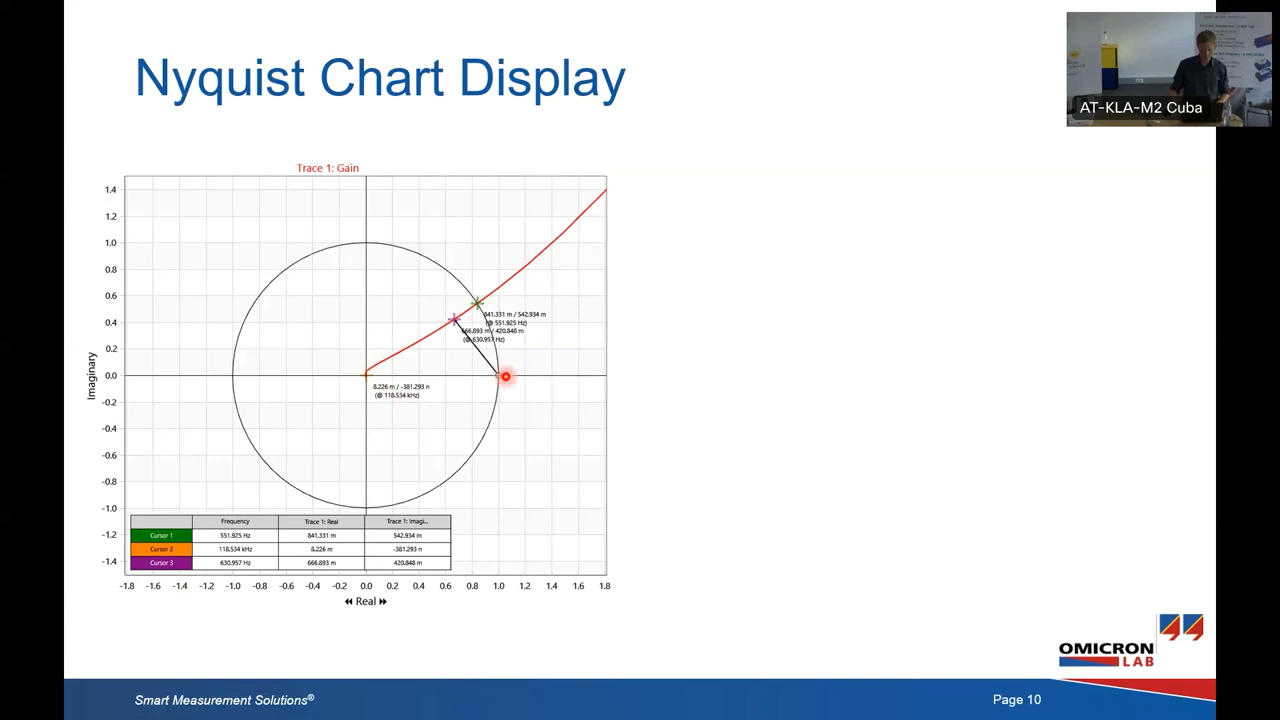 Nyquist Chart Display
AT-KLA-M2 Cuba
Trace 1: Gain
1.4
1.2
1.0
0.8
0.6
0.4
0.2
0.0
-0.2
-0.4
-0.6
-0.8
-1.0
-1.2
-1.4
Imaginary
841.331 m / 542.934 m
(@ 551.925 Hz)
666.893 m / 420.848 m
(@ 630.957 Hz)
8.226 m / -381.293 n
(@ 118.534 kHz)
Frequency Trace 1: Real Trace 1: Imagi...
Cursor 1 551.925 Hz 841.331 m 542.934 m
Cursor 2 118.534 kHz 8.226 m -381.293 n
Cursor 3 630.957 Hz 666.893 m 420.848 m
-1.8 -1.6 -1.4 -1.2 -1.0 -0.8 -0.6 -0.4 -0.2 0.0 0.2 0.4 0.6 0.8 1.0 1.2 1.4 1.6 1.8
Real
OMICRON
LAB
Smart Measurement Solutions®
Page 10